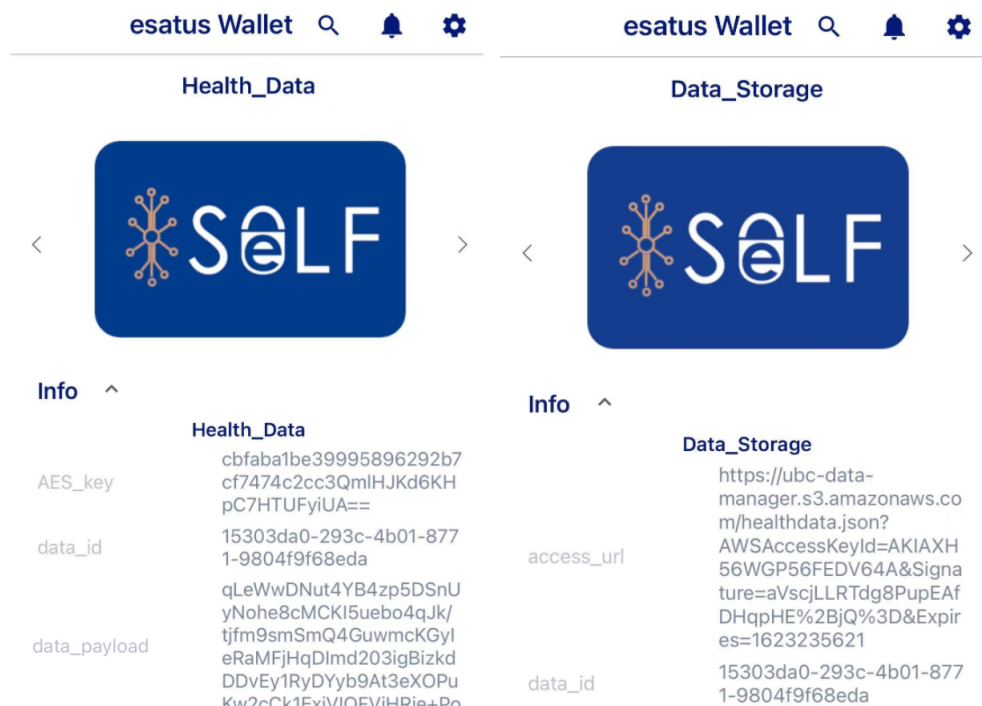 esatus Wallet
Health_Data
SeLF
Info
Health_Data
AES_key
cbfaba1be39995896292b7
cf7474c2cc3QmlHJKd6KH
pC7HTUFyiUA==
data_id
15303da0-293c-4b01-877
1-9804f9f68eda
data_payload
qLeWwDNut4YB4zp5DSnU
yNohe8cMCKI5uebo4qJk/
tjfm9smSmQ4GuwmcKGyI
eRaMFjHqDImd203igBizkd
DDvEy1RyDYyb9At3eXOPu
esatus Wallet
Data_Storage
SeLF
Info
Data_Storage
access_url
https://ubc-data-
manager.s3.amazonaws.co
m/healthdata.json?
AWSAccessKeyId=AKIAXH
56WGP56FEDV64A&Signa
ture=aVscjLLRTdg8PupEAf
DHqpHE%2BjQ%3D&Expir
es=1623235621
data_id
15303da0-293c-4b01-877
1-9804f9f68eda